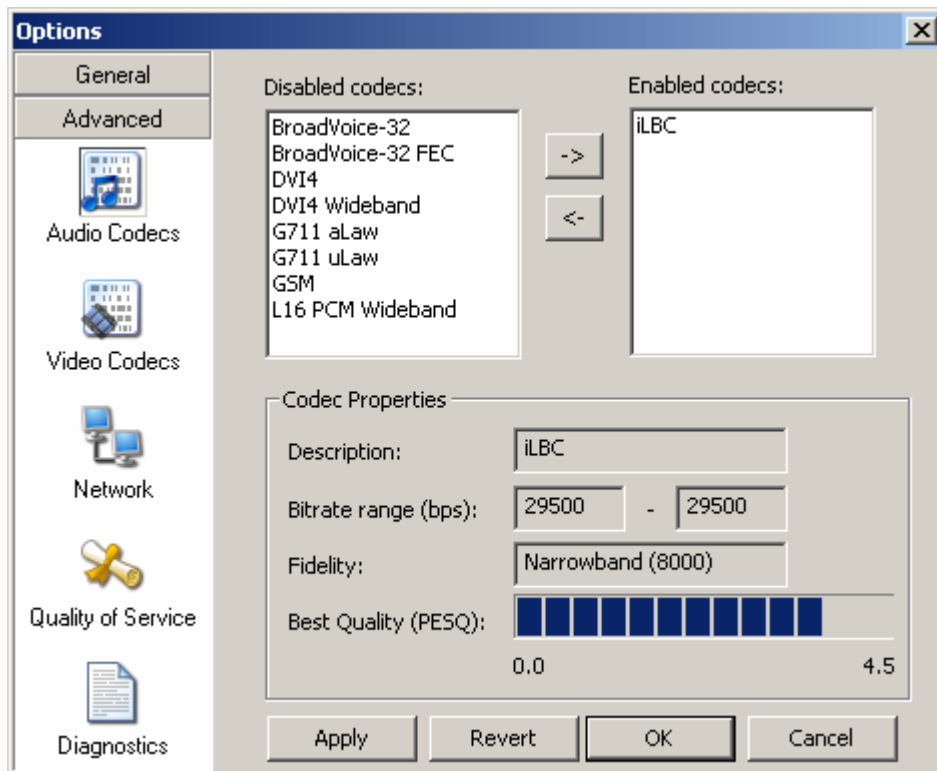 Options
General
Advanced
Audio Codecs
Video Codecs
Network
Quality of Service
Diagnostics
Disabled codecs:
BroadVoice-32
BroadVoice-32 FEC
DVI4
DVI4 Wideband
G711 aLaw
G711 uLaw
GSM
L16 PCM Wideband
->
<-
Enabled codecs:
iLBC
Codec Properties
Description: iLBC
Bitrate range (bps): 29500 - 29500
Fidelity: Narrowband (8000)
Best Quality (PESQ):
0.0 4.5
Apply Revert OK Cancel